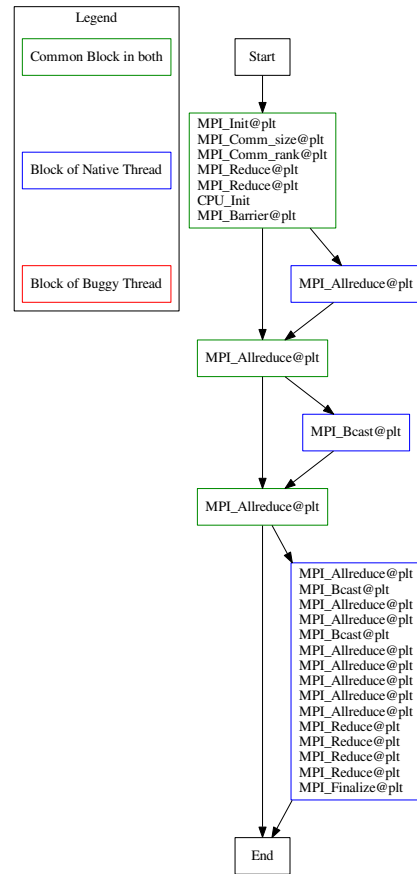 Legend
Common Block in both
Block of Native Thread
Block of Buggy Thread
Start
MPI_Init@plt
MPI_Comm_size@plt
MPI_Comm_rank@plt
MPI_Reduce@plt
MPI_Reduce@plt
CPU_Init
MPI_Barrier@plt
MPI_Allreduce@plt
MPI_Allreduce@plt
MPI_Bcast@plt
MPI_Allreduce@plt
MPI_Allreduce@plt
MPI_Bcast@plt
MPI_Allreduce@plt
MPI_Allreduce@plt
MPI_Bcast@plt
MPI_Allreduce@plt
MPI_Allreduce@plt
MPI_Allreduce@plt
MPI_Allreduce@plt
MPI_Allreduce@plt
MPI_Reduce@plt
MPI_Reduce@plt
MPI_Reduce@plt
MPI_Reduce@plt
MPI_Finalize@plt
End